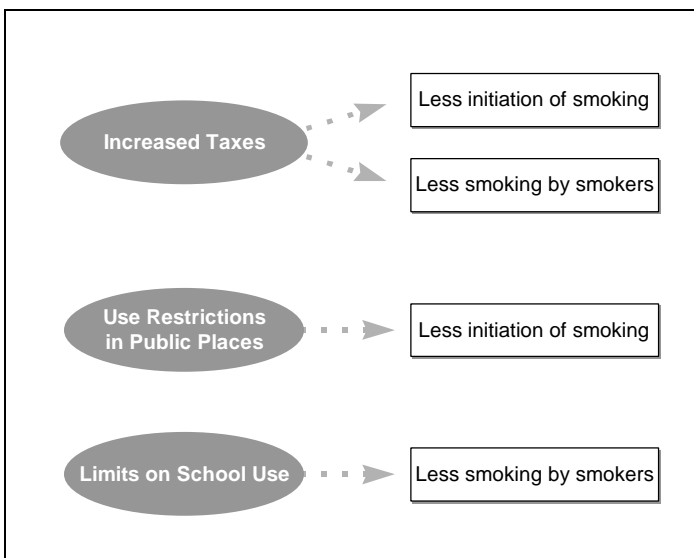 Less initiation of smoking
Increased Taxes
Less smoking by smokers
Use Restrictions
in Public Places
Less initiation of smoking
Limits on School Use
Less smoking by smokers